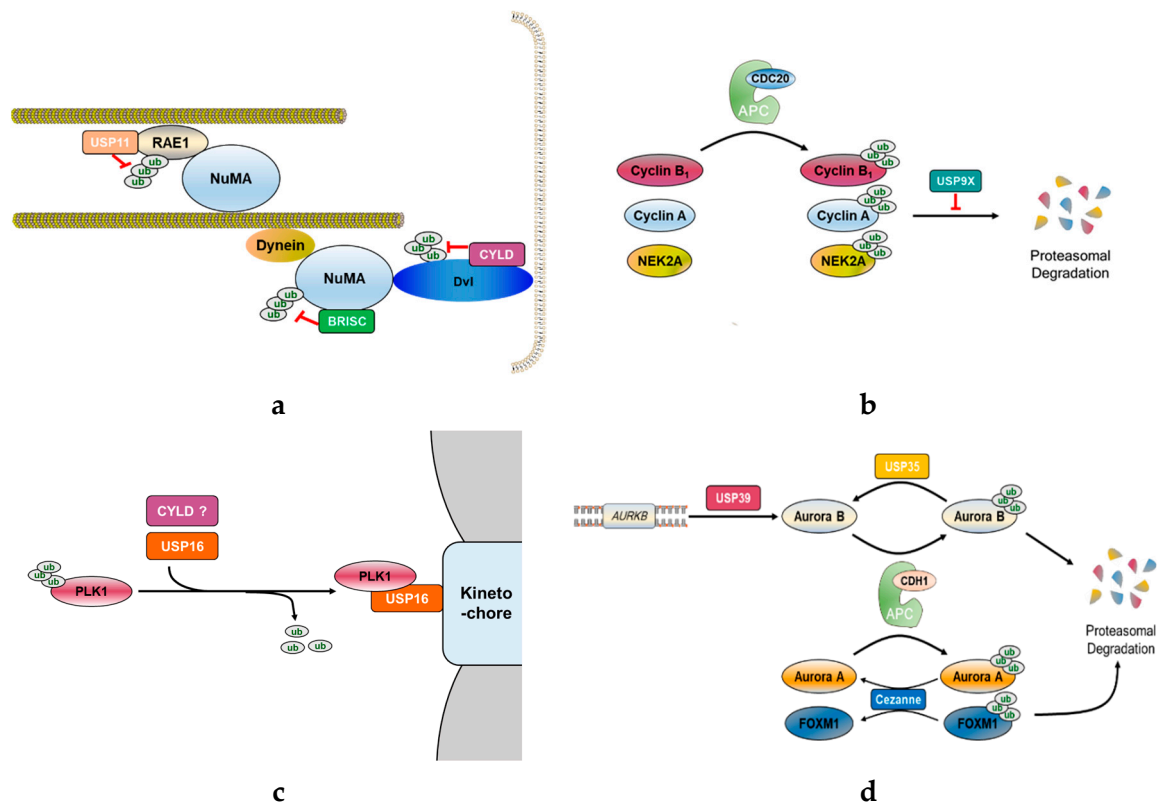 USP11
RAE1
ub
ub
ub
NuMA
Dynein
NuMA
ub
ub
ub
CYLD
Dvl
ub
ub
ub
BRISC
a
CDC20
APC
Cyclin B1
Cyclin A
NEK2A
ub
ub
ub
Cyclin B1
ub
ub
ub
Cyclin A
ub
ub
ub
NEK2A
USP9X
Proteasomal
Degradation
b
CYLD ?
USP16
ub
ub
ub
PLK1
ub
ub
ub
PLK1
USP16
Kineto
-chore
c
AURKB
USP39
Aurora B
USP35
ub
ub
ub
Aurora B
CDH1
APC
Aurora A
ub
ub
ub
Aurora A
Cezanne
FOXM1
ub
ub
ub
FOXM1
Proteasomal
Degradation
d